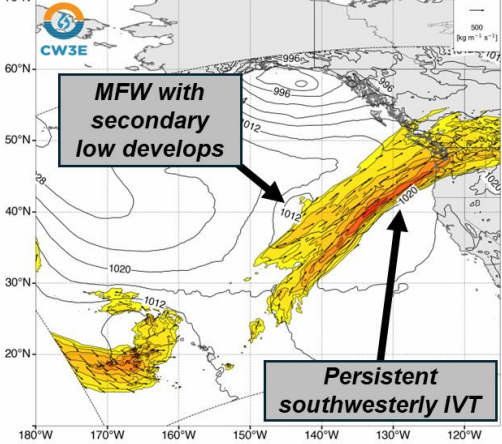 CW3E
500
[kg m⁻¹ s⁻¹]
60°N
996
996
996
MFW with
secondary
low develops
1012
50°N
1012
1020
1020
40°N
1020
30°N
1012
20°N
Persistent
southwesterly IVT
180°W 170°W 160°W 150°W 140°W 130°W 120°W